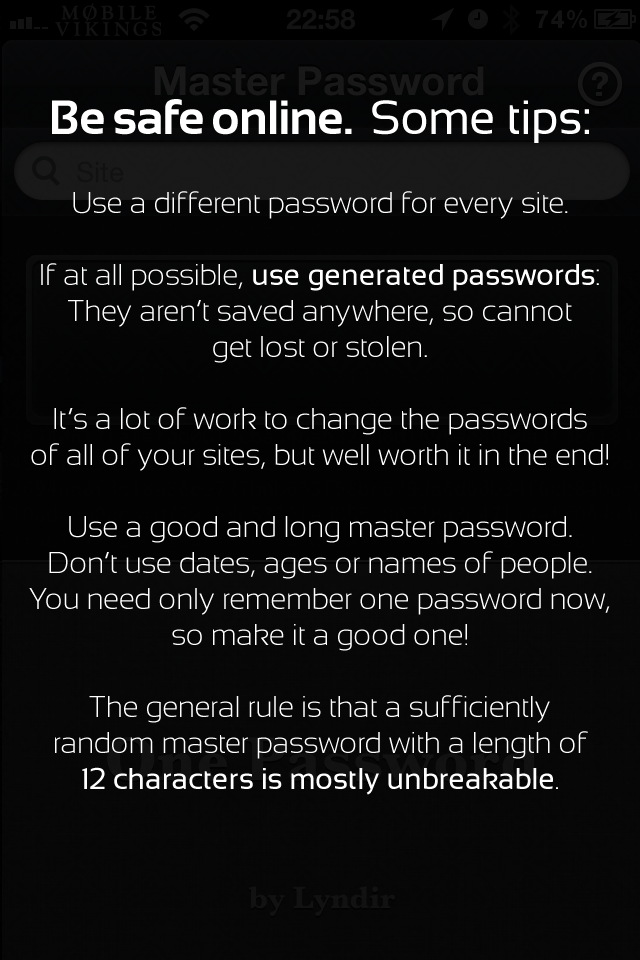 MØBILE
VIKINGS
22:58
74%
Master Password
?
Be safe online. Some tips:
Site
Use a different password for every site.
If at all possible, use generated passwords:
They aren't saved anywhere, so cannot
get lost or stolen.
It's a lot of work to change the passwords
of all of your sites, but well worth it in the end!
Use a good and long master password.
Don't use dates, ages or names of people.
You need only remember one password now,
so make it a good one!
The general rule is that a sufficiently
random master password with a length of
One Password
12 characters is mostly unbreakable.
by Lyndir